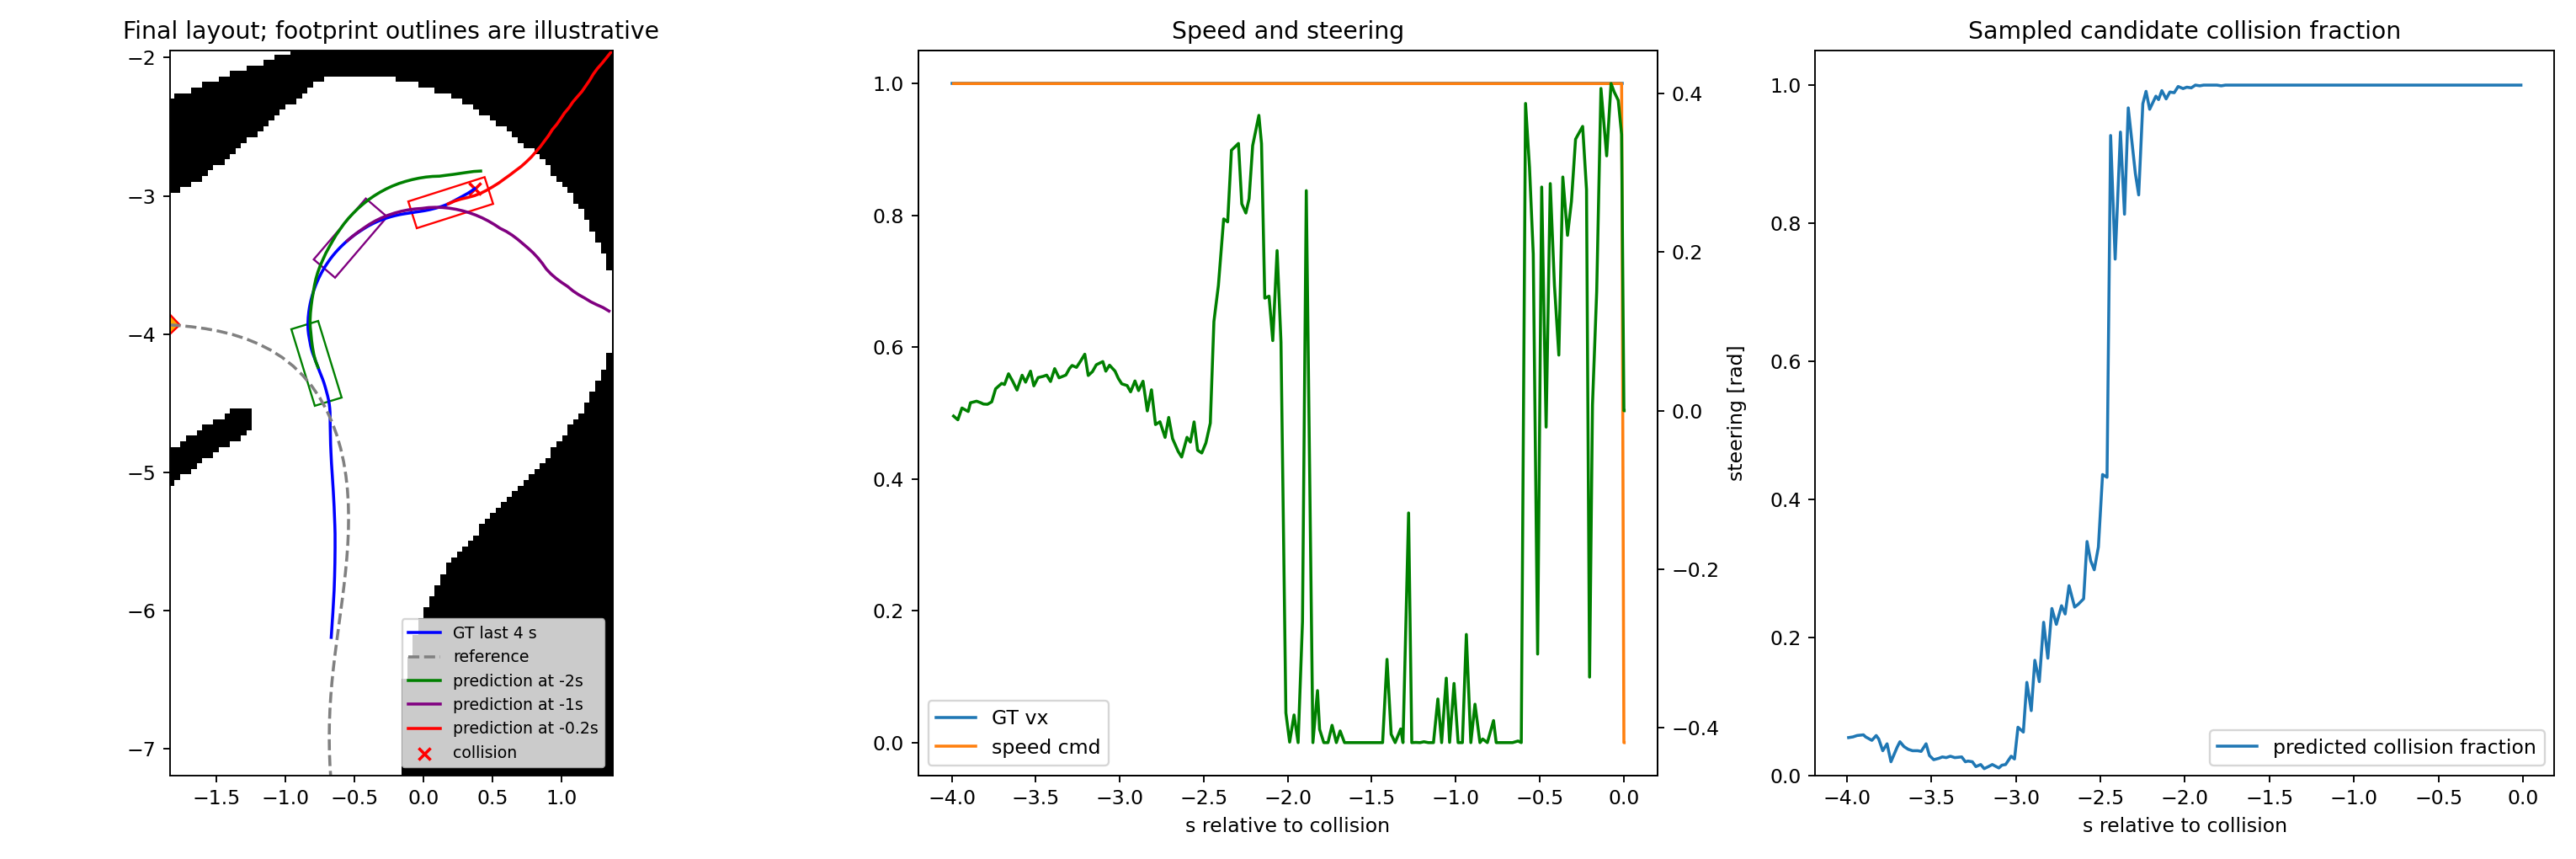 Final layout; footprint outlines are illustrative
−2
−3
−4
−5
−6
−7
−1.5 −1.0 −0.5 0.0 0.5 1.0
GT last 4 s
reference
prediction at -2s
prediction at -1s
prediction at -0.2s
collision
Speed and steering
1.0
0.8
0.6
0.4
0.2
0.0
0.4
0.2
0.0
−0.2
−0.4
steering [rad]
GT vx
speed cmd
−4.0 −3.5 −3.0 −2.5 −2.0 −1.5 −1.0 −0.5 0.0
s relative to collision
Sampled candidate collision fraction
1.0
0.8
0.6
0.4
0.2
0.0
predicted collision fraction
−4.0 −3.5 −3.0 −2.5 −2.0 −1.5 −1.0 −0.5 0.0
s relative to collision